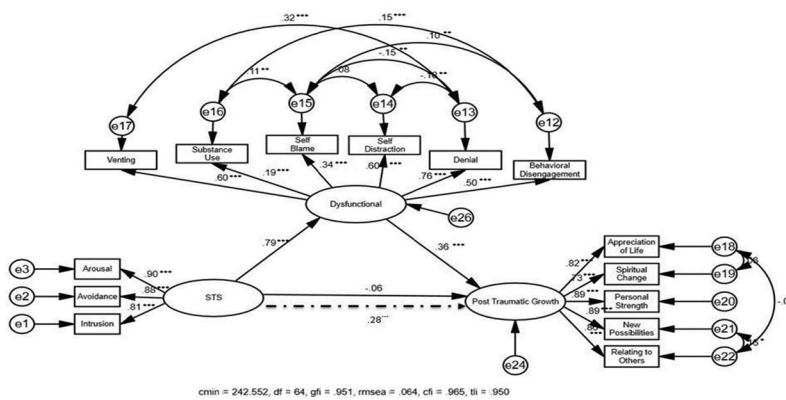 .32***
.15***
.10**
-.15**
.11**
.08
-.18**
e17
e16
e15
e14
e13
e12
Venting
Substance
Use
Self
Blame
Self
Distraction
Denial
Behavioral
Disengagement
.60***
.19***
.34***
.60
.76***
.50***
Dysfunctional
e26
.79***
.36***
e3
Arousal
.90***
e2
Avoidance
.88***
e1
Intrusion
.81***
STS
-.06
.28***
Post Traumatic Growth
e24
Appreciation
of Life
.82***
e18
Spiritual
Change
.73***
e19
Personal
Strength
.89***
e20
New
Possibilities
.89
e21
Relating to
Others
e22
cmin = 242.552, df = 64, gfi = .951, rmsea = .064, cfi = .965, tli = .950